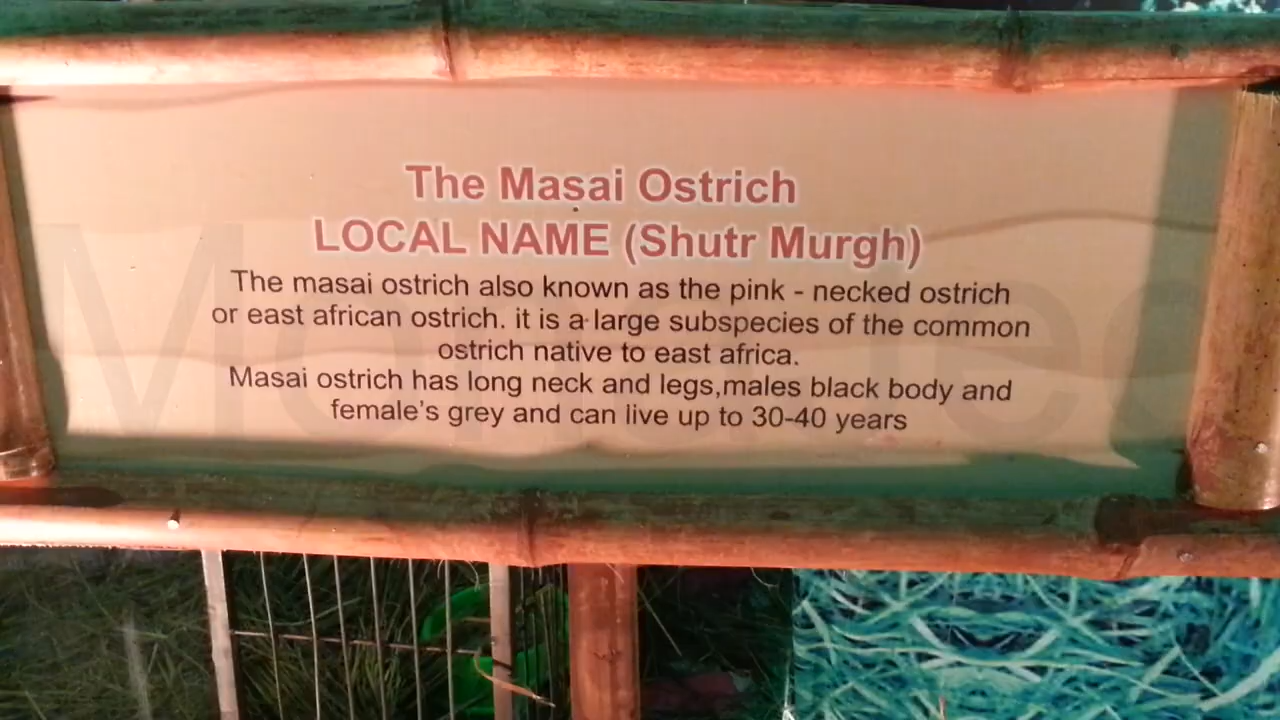 The Masai Ostrich
LOCAL NAME (Shutr Murgh)
The masai ostrich also known as the pink - necked ostrich
or east african ostrich. it is a large subspecies of the common
ostrich native to east africa.
Masai ostrich has long neck and legs,males black body and
female's grey and can live up to 30-40 years